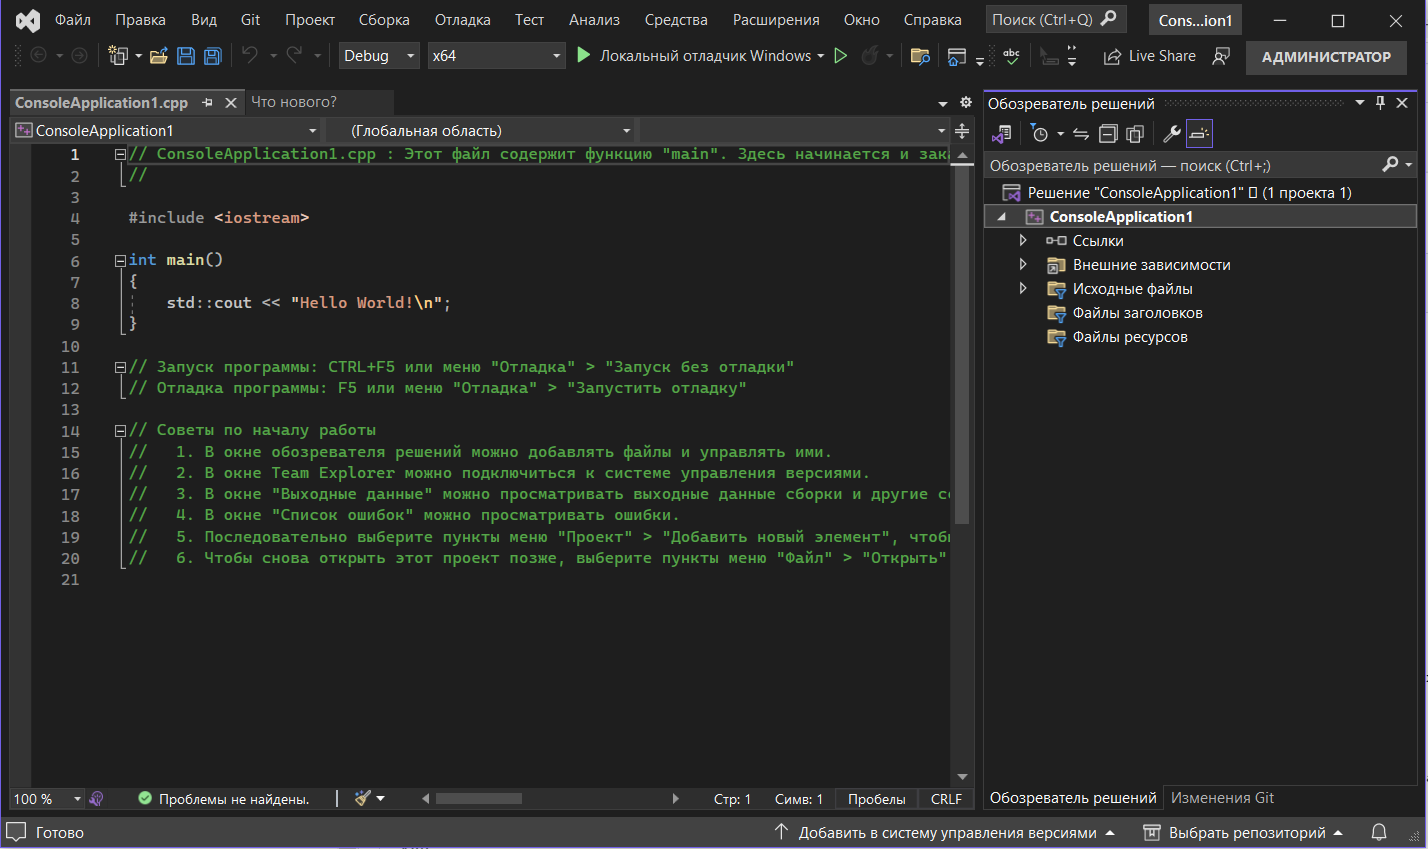 Файл Правка Вид Git Проект Сборка Отладка Тест Анализ Средства Расширения Окно Справка Поиск (Ctrl+Q) Cons...ion1
Debug x64 Локальный отладчик Windows abc Live Share АДМИНИСТРАТОР
ConsoleApplication1.cpp Что нового?
ConsoleApplication1 (Глобальная область)
1 // ConsoleApplication1.cpp : Этот файл содержит функцию "main". Здесь начинается и зак
2 //
3
4 #include <iostream>
5
6 int main()
7 {
8 std::cout << "Hello World!\n";
9 }
10
11 // Запуск программы: CTRL+F5 или меню "Отладка" > "Запуск без отладки"
12 // Отладка программы: F5 или меню "Отладка" > "Запустить отладку"
13
14 // Советы по началу работы
15 // 1. В окне обозревателя решений можно добавлять файлы и управлять ими.
16 // 2. В окне Team Explorer можно подключиться к системе управления версиями.
17 // 3. В окне "Выходные данные" можно просматривать выходные данные сборки и другие со
18 // 4. В окне "Список ошибок" можно просматривать ошибки.
19 // 5. Последовательно выберите пункты меню "Проект" > "Добавить новый элемент", чтобы
20 // 6. Чтобы снова открыть этот проект позже, выберите пункты меню "Файл" > "Открыть"
21
100 % Проблемы не найдены. Стр: 1 Симв: 1 Пробелы CRLF
Обозреватель решений
Обозреватель решений — поиск (Ctrl+;)
Решение "ConsoleApplication1" (1 проекта 1)
ConsoleApplication1
Ссылки
Внешние зависимости
Исходные файлы
Файлы заголовков
Файлы ресурсов
Обозреватель решений Изменения Git
Готово Добавить в систему управления версиями Выбрать репозиторий